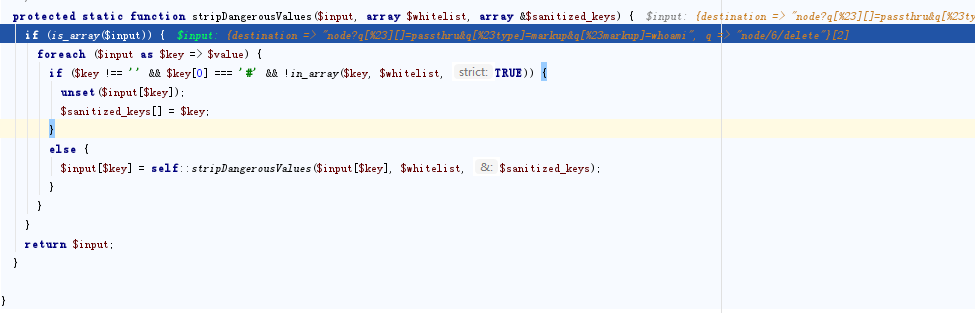 protected static function stripDangerousValues($input, array $whitelist, array &$sanitized_keys) { $input: {destination => "node?q[%23][]=passthru&q[%23ty
if (is_array($input)) { $input: {destination => "node?q[%23][]=passthru&q[%23type]=markup&q[%23markup]=whoami", q => "node/6/delete"}[2]
foreach ($input as $key => $value) {
if ($key !== '' && $key[0] === '#' && !in_array($key, $whitelist, strict: TRUE)) {
unset($input[$key]);
$sanitized_keys[] = $key;
}
else {
$input[$key] = self::stripDangerousValues($input[$key], $whitelist, &: $sanitized_keys);
}
}
}
return $input;
}
}